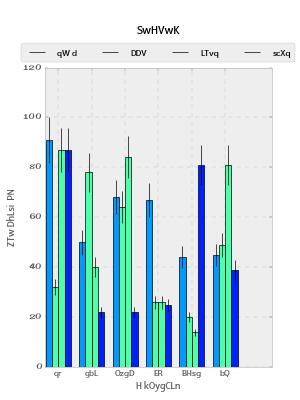 SwHVwK
qW d DDV LTvq scXq
120
100
80
60
40
20
0
ZTw DhLsi PN
qr gbL OzgD ER BHsg bQ
H kOygCLn